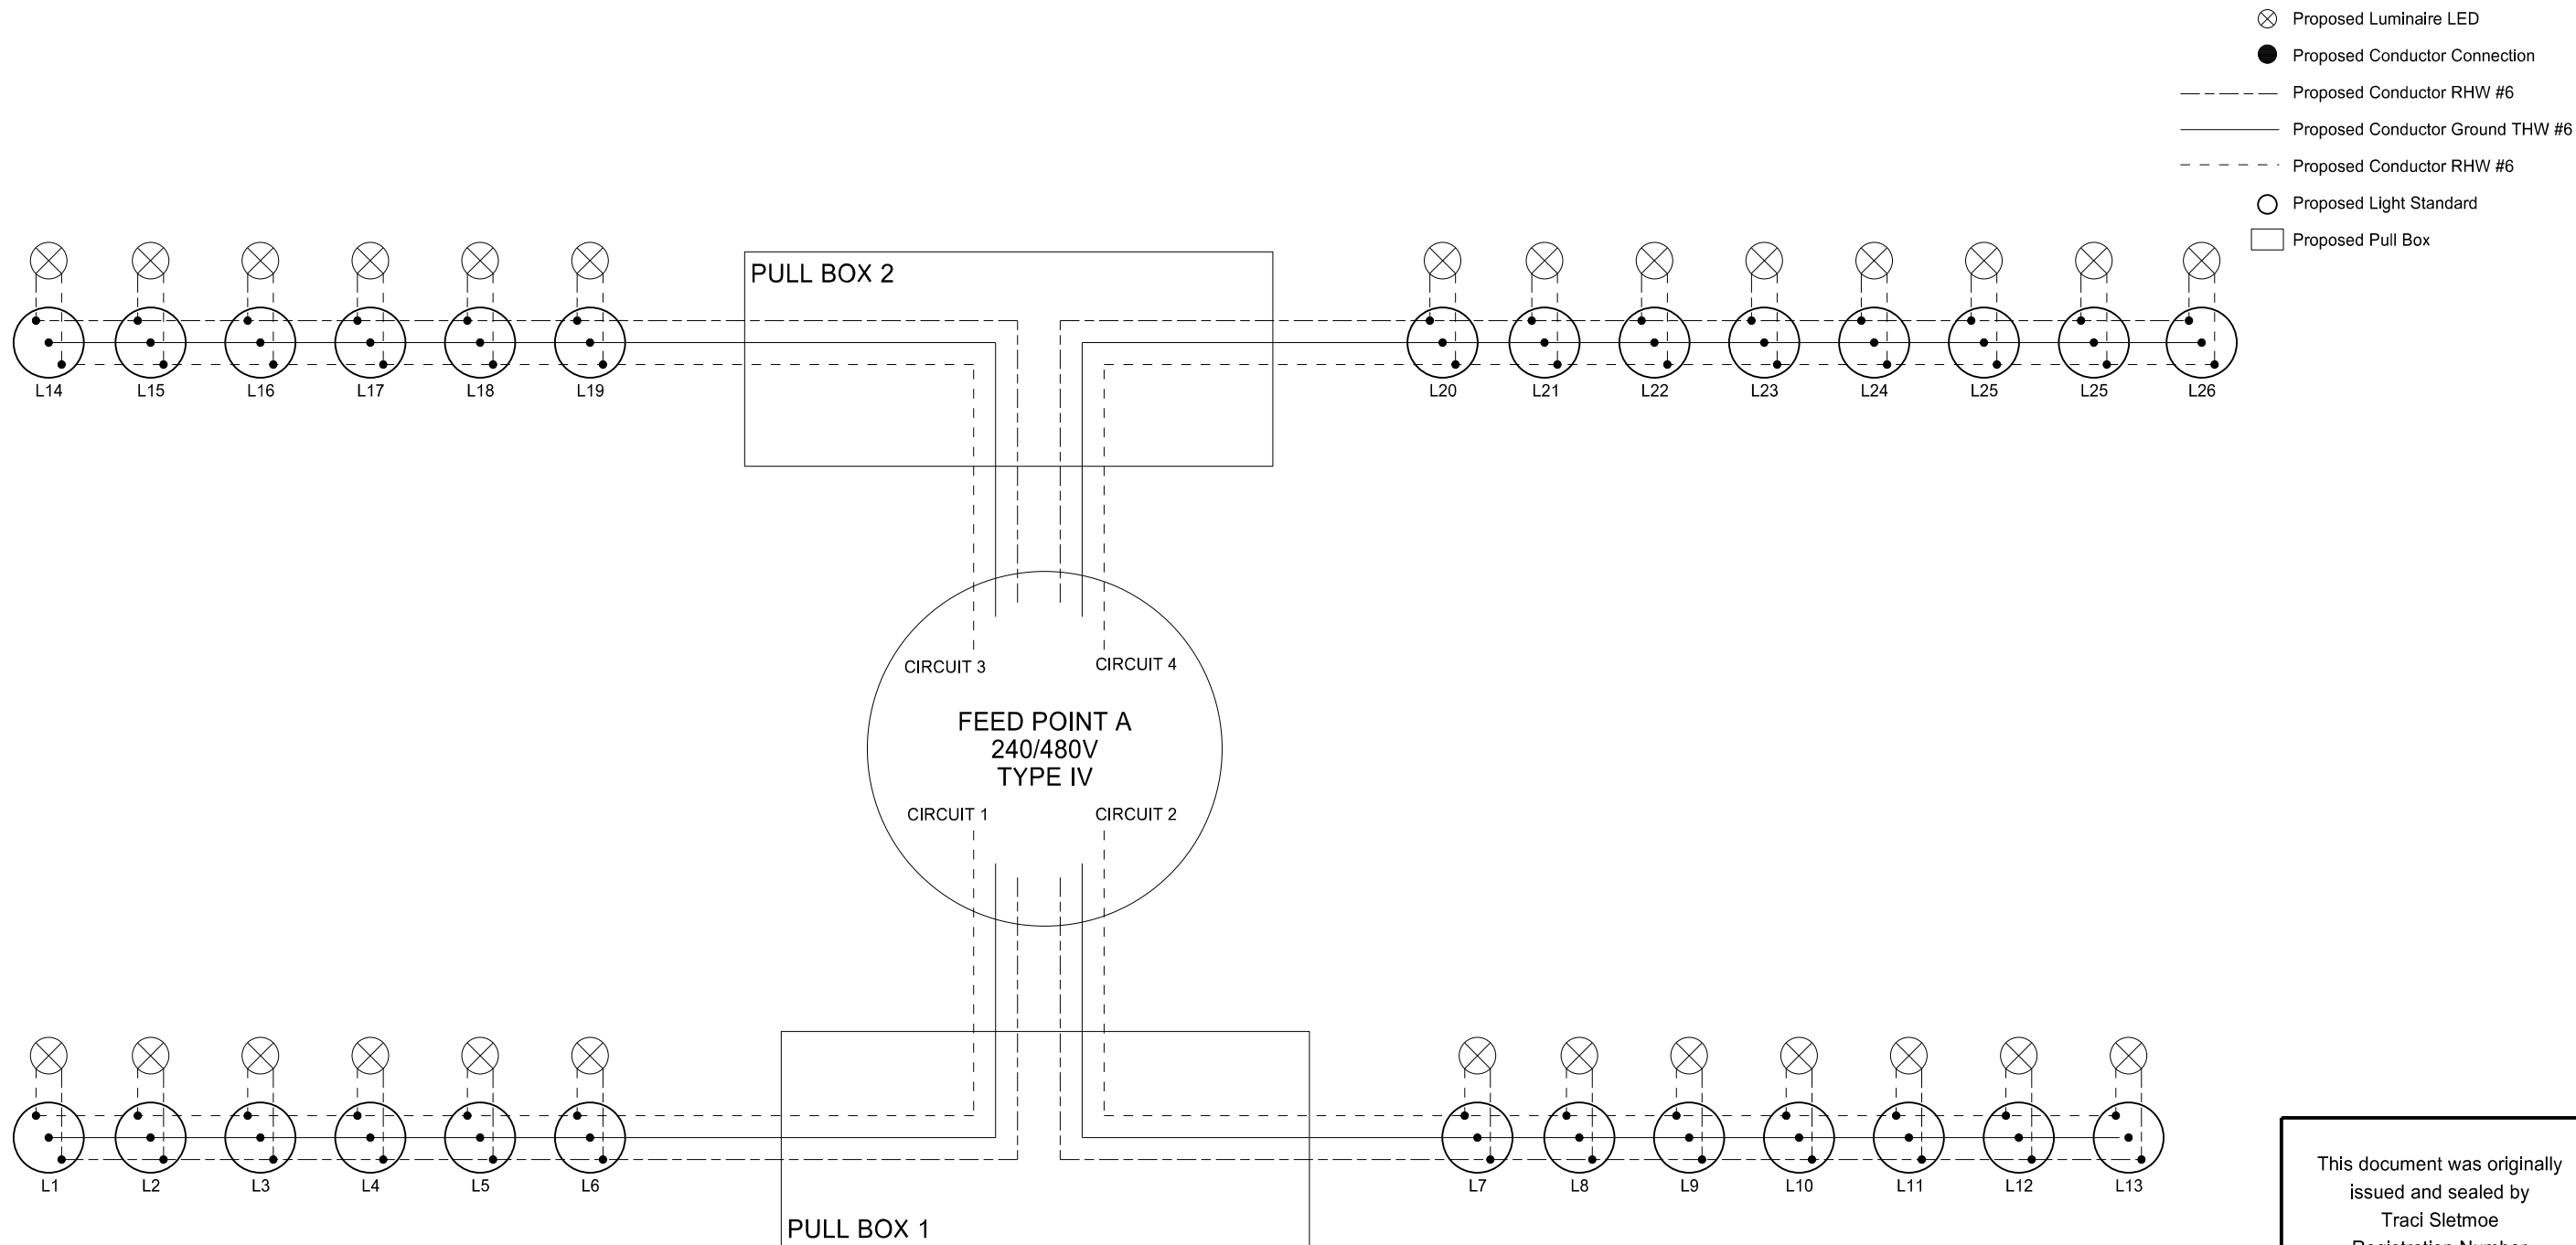 Proposed Luminaire LED
Proposed Conductor Connection
Proposed Conductor RHW #6
Proposed Conductor Ground THW #6
Proposed Conductor RHW #6
Proposed Light Standard
Proposed Pull Box
PULL BOX 2
L14 L15 L16 L17 L18 L19 L20 L21 L22 L23 L24 L25 L25 L26
CIRCUIT 3 CIRCUIT 4
FEED POINT A
240/480V
TYPE IV
CIRCUIT 1 CIRCUIT 2
L1 L2 L3 L4 L5 L6 L7 L8 L9 L10 L11 L12 L13
PULL BOX 1
This document was originally
issued and sealed by
Traci Sletmoe
Registration Number